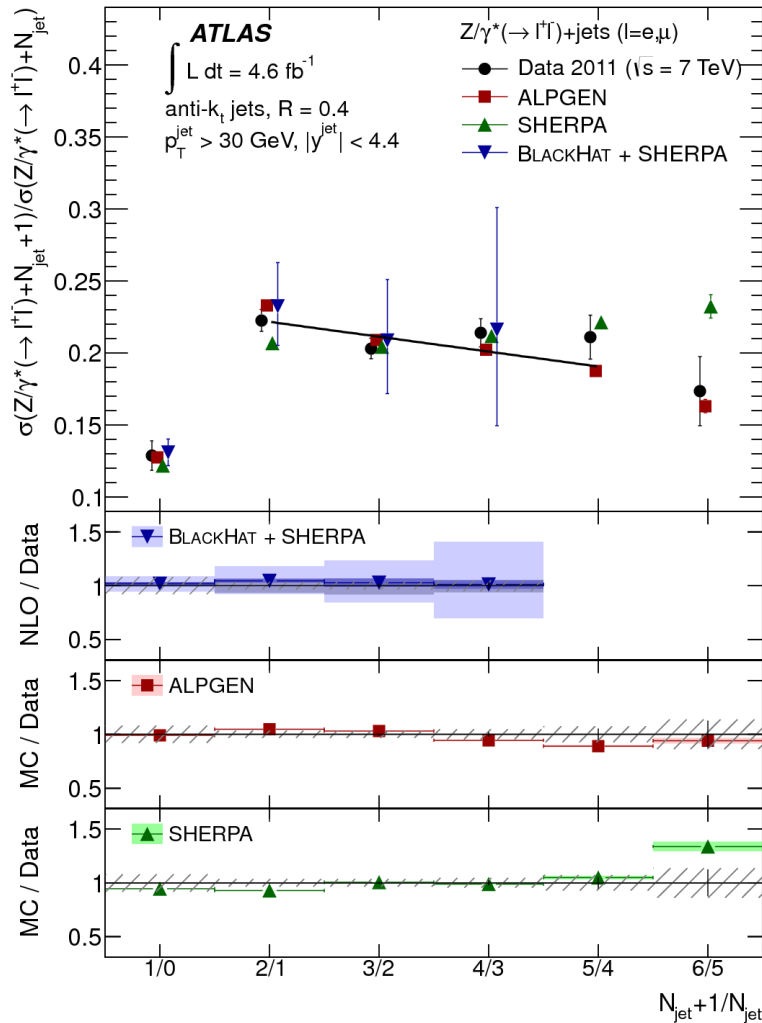 ATLAS
∫ L dt = 4.6 fb⁻¹
anti-kₜ jets, R = 0.4
p_T^jet > 30 GeV, |y^jet| < 4.4
Z/γ*(→ l⁺l⁻)+jets (l=e,μ)
Data 2011 (√s = 7 TeV)
ALPGEN
SHERPA
BLACKHAT + SHERPA
σ(Z/γ*(→ l⁺l⁻)+N_jet+1)/σ(Z/γ*(→ l⁺l⁻)+N_jet)
0.4
0.35
0.3
0.25
0.2
0.15
0.1
NLO / Data
BLACKHAT + SHERPA
1.5
1
0.5
MC / Data
ALPGEN
1.5
1
0.5
MC / Data
SHERPA
1.5
1
0.5
1/0 2/1 3/2 4/3 5/4 6/5
N_jet+1/N_jet